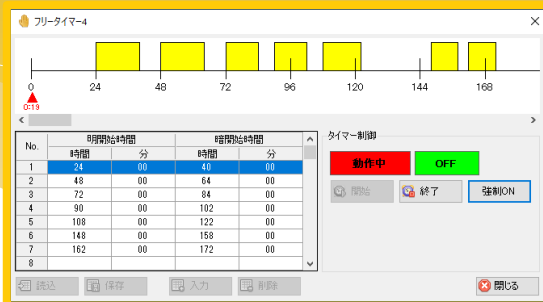 フリータイマー4
0 24 48 72 96 120 144 168
0:19
タイマー制御
No. 明開始時間 暗開始時間
時間 分 時間 分
1 24 00 40 00
2 48 00 64 00
3 72 00 84 00
4 90 00 102 00
5 108 00 122 00
6 148 00 158 00
7 162 00 172 00
8
動作中 OFF
開始 終了 強制ON
読込 保存 入力 削除 閉じる